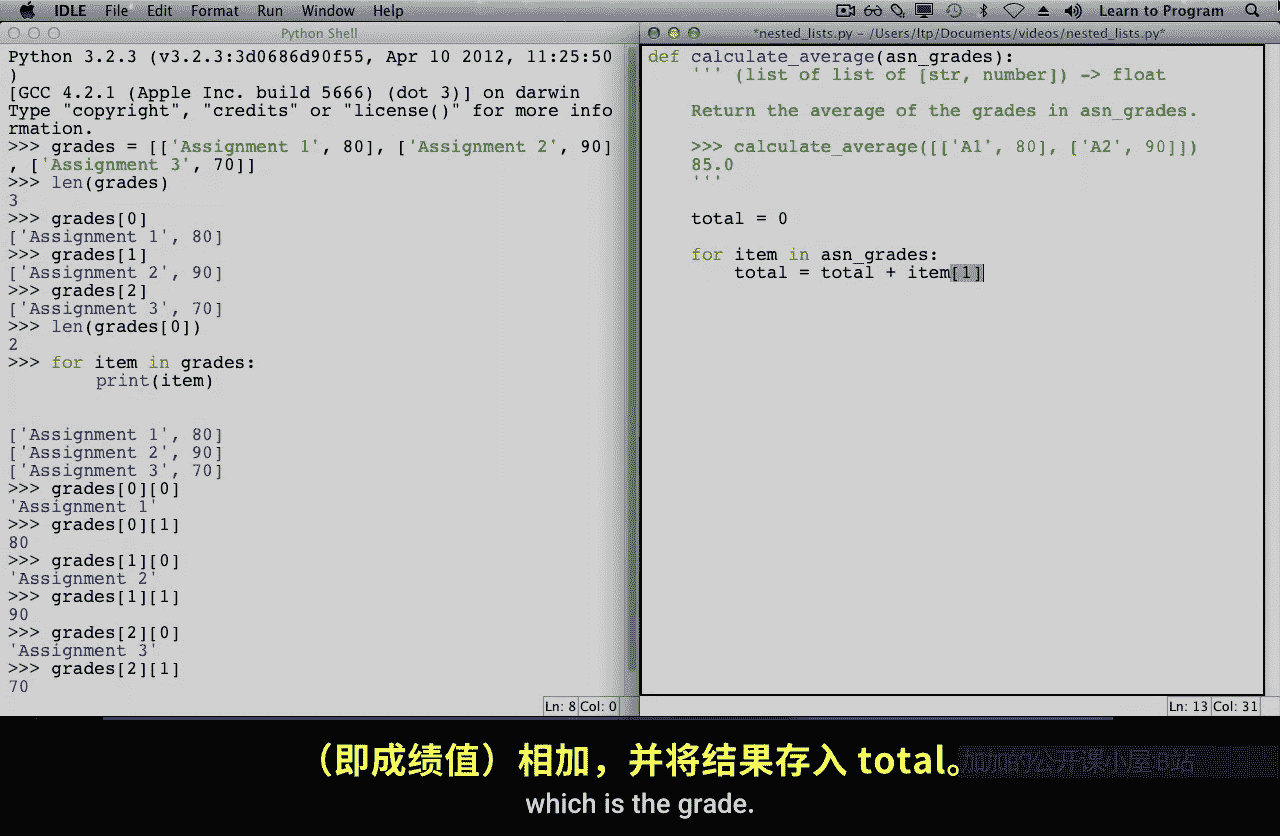 IDLE File Edit Format Run Window Help Learn to Program
Python Shell
Python 3.2.3 (v3.2.3:3d0686d90f55, Apr 10 2012, 11:25:50
)
[GCC 4.2.1 (Apple Inc. build 5666) (dot 3)] on darwin
Type "copyright", "credits" or "license()" for more info
rmation.
>>> grades = [['Assignment 1', 80], ['Assignment 2', 90]
, ['Assignment 3', 70]]
>>> len(grades)
3
>>> grades[0]
['Assignment 1', 80]
>>> grades[1]
['Assignment 2', 90]
>>> grades[2]
['Assignment 3', 70]
>>> len(grades[0])
2
>>> for item in grades:
        print(item)
['Assignment 1', 80]
['Assignment 2', 90]
['Assignment 3', 70]
>>> grades[0][0]
'Assignment 1'
>>> grades[0][1]
80
>>> grades[1][0]
'Assignment 2'
>>> grades[1][1]
90
>>> grades[2][0]
'Assignment 3'
>>> grades[2][1]
70
Ln: 8 Col: 0
*nested_lists.py – /Users/ltp/Documents/videos/nested_lists.py*
def calculate_average(asn_grades):
    ''' (list of list of [str, number]) -> float
    Return the average of the grades in asn_grades.
    >>> calculate_average([['A1', 80], ['A2', 90]])
    85.0
    '''
    total = 0
    for item in asn_grades:
        total = total + item[1]
Ln: 13 Col: 31
（即成绩值）相加，并将结果存入 total。
which is the grade.